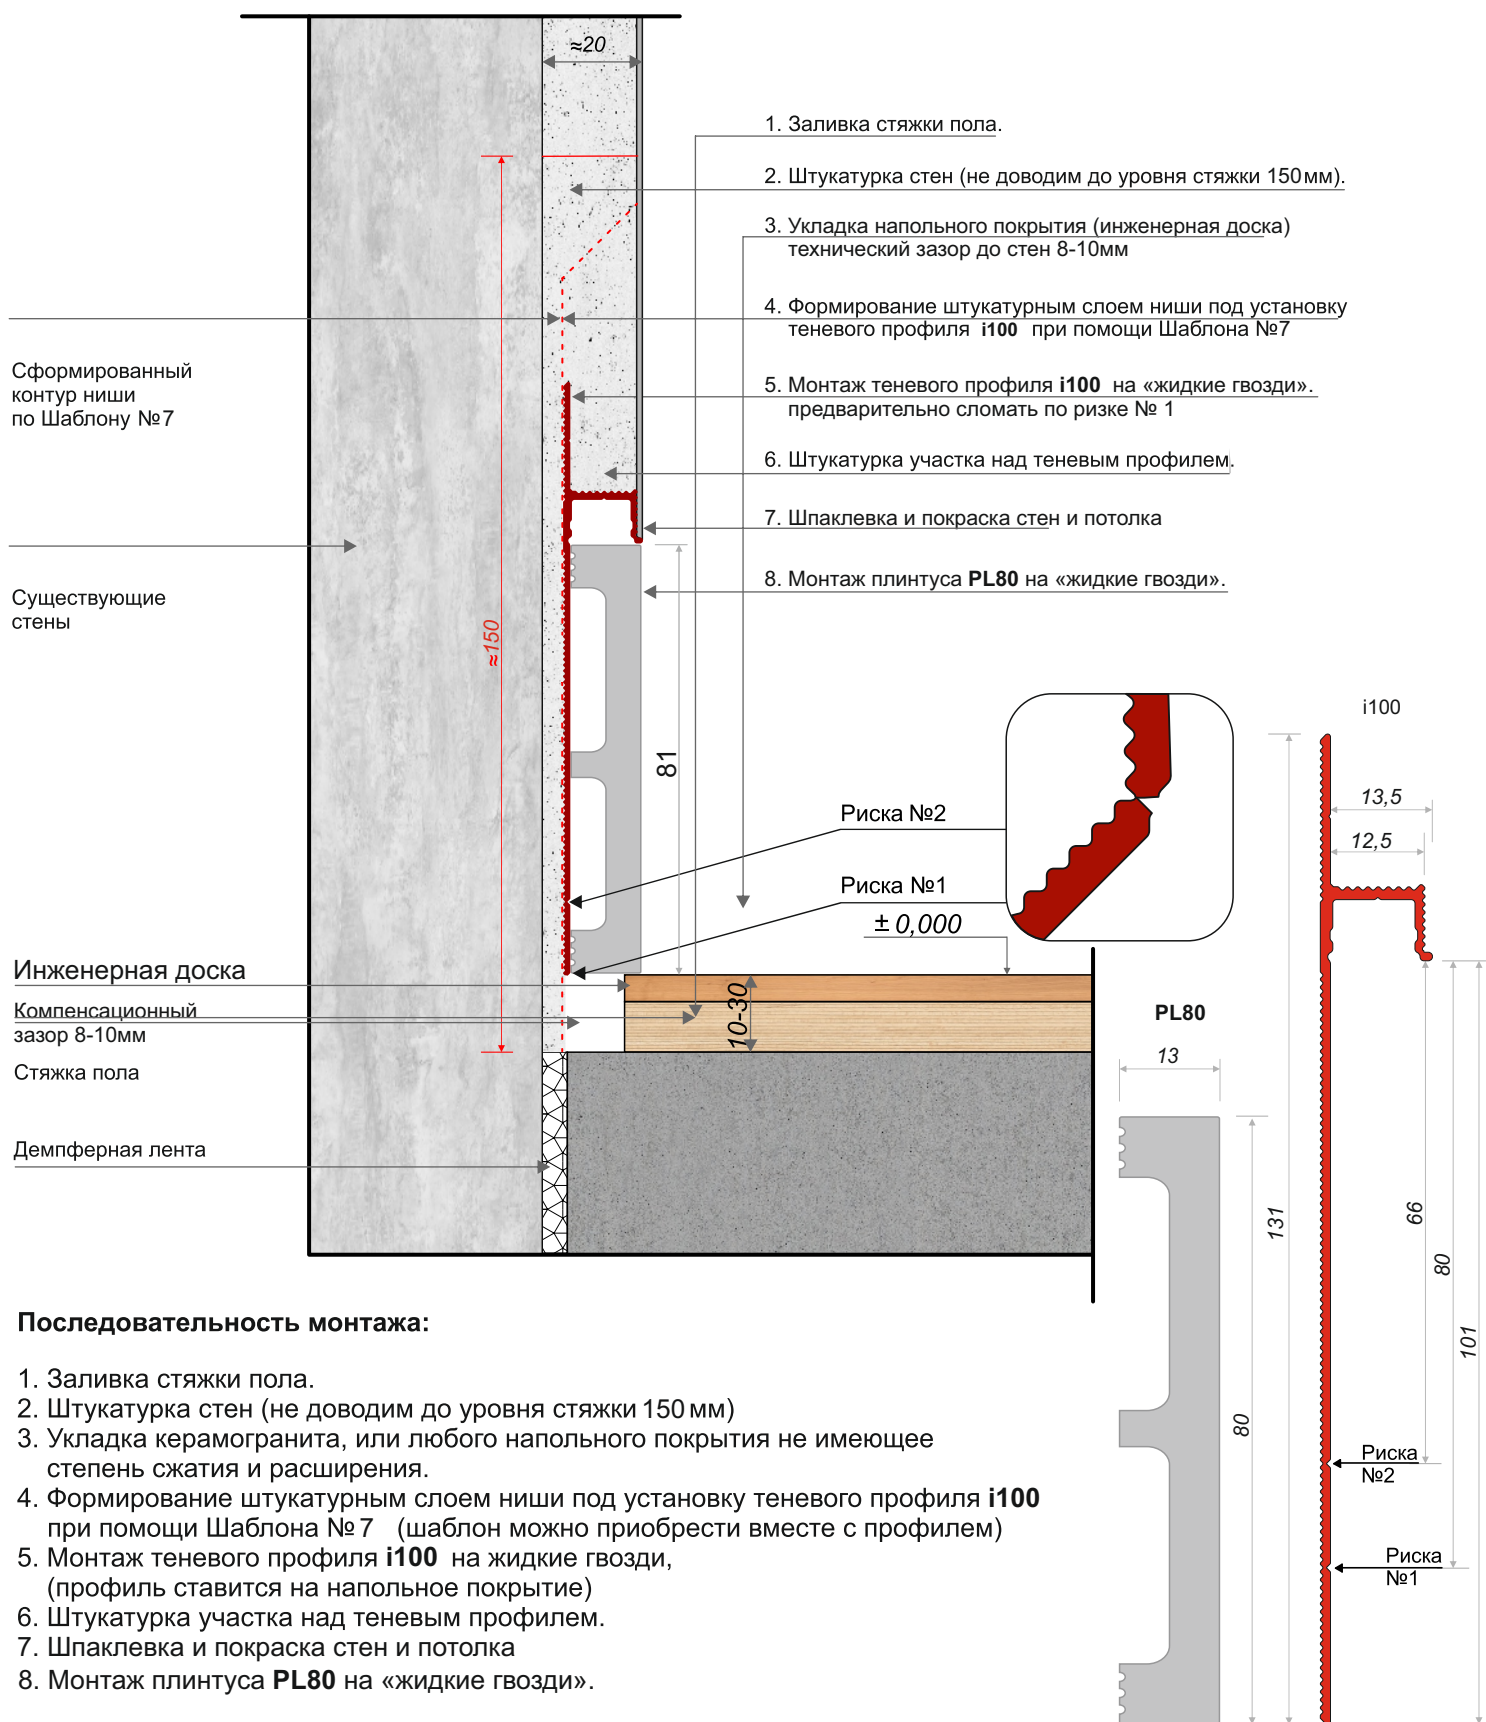 ≈20
1. Заливка стяжки пола.
2. Штукатурка стен (не доводим до уровня стяжки 150мм).
3. Укладка напольного покрытия (инженерная доска)
технический зазор до стен 8-10мм
4. Формирование штукатурным слоем ниши под установку
теневого профиля i100 при помощи Шаблона №7
5. Монтаж теневого профиля i100 на «жидкие гвозди».
предварительно сломать по ризке № 1
6. Штукатурка участка над теневым профилем.
7. Шпаклевка и покраска стен и потолка
8. Монтаж плинтуса PL80 на «жидкие гвозди».
Сформированный
контур ниши
по Шаблону №7
Существующие
стены
≈150
81
Риска №2
Риска №1
± 0,000
10-30
Инженерная доска
Компенсационный
зазор 8-10мм
Стяжка пола
Демпферная лента
i100
13,5
12,5
131
66
80
101
Риска
№2
Риска
№1
PL80
13
80
Последовательность монтажа:
1. Заливка стяжки пола.
2. Штукатурка стен (не доводим до уровня стяжки 150 мм)
3. Укладка керамогранита, или любого напольного покрытия не имеющее
степень сжатия и расширения.
4. Формирование штукатурным слоем ниши под установку теневого профиля i100
при помощи Шаблона № 7 (шаблон можно приобрести вместе с профилем)
5. Монтаж теневого профиля i100 на жидкие гвозди,
(профиль ставится на напольное покрытие)
6. Штукатурка участка над теневым профилем.
7. Шпаклевка и покраска стен и потолка
8. Монтаж плинтуса PL80 на «жидкие гвозди».